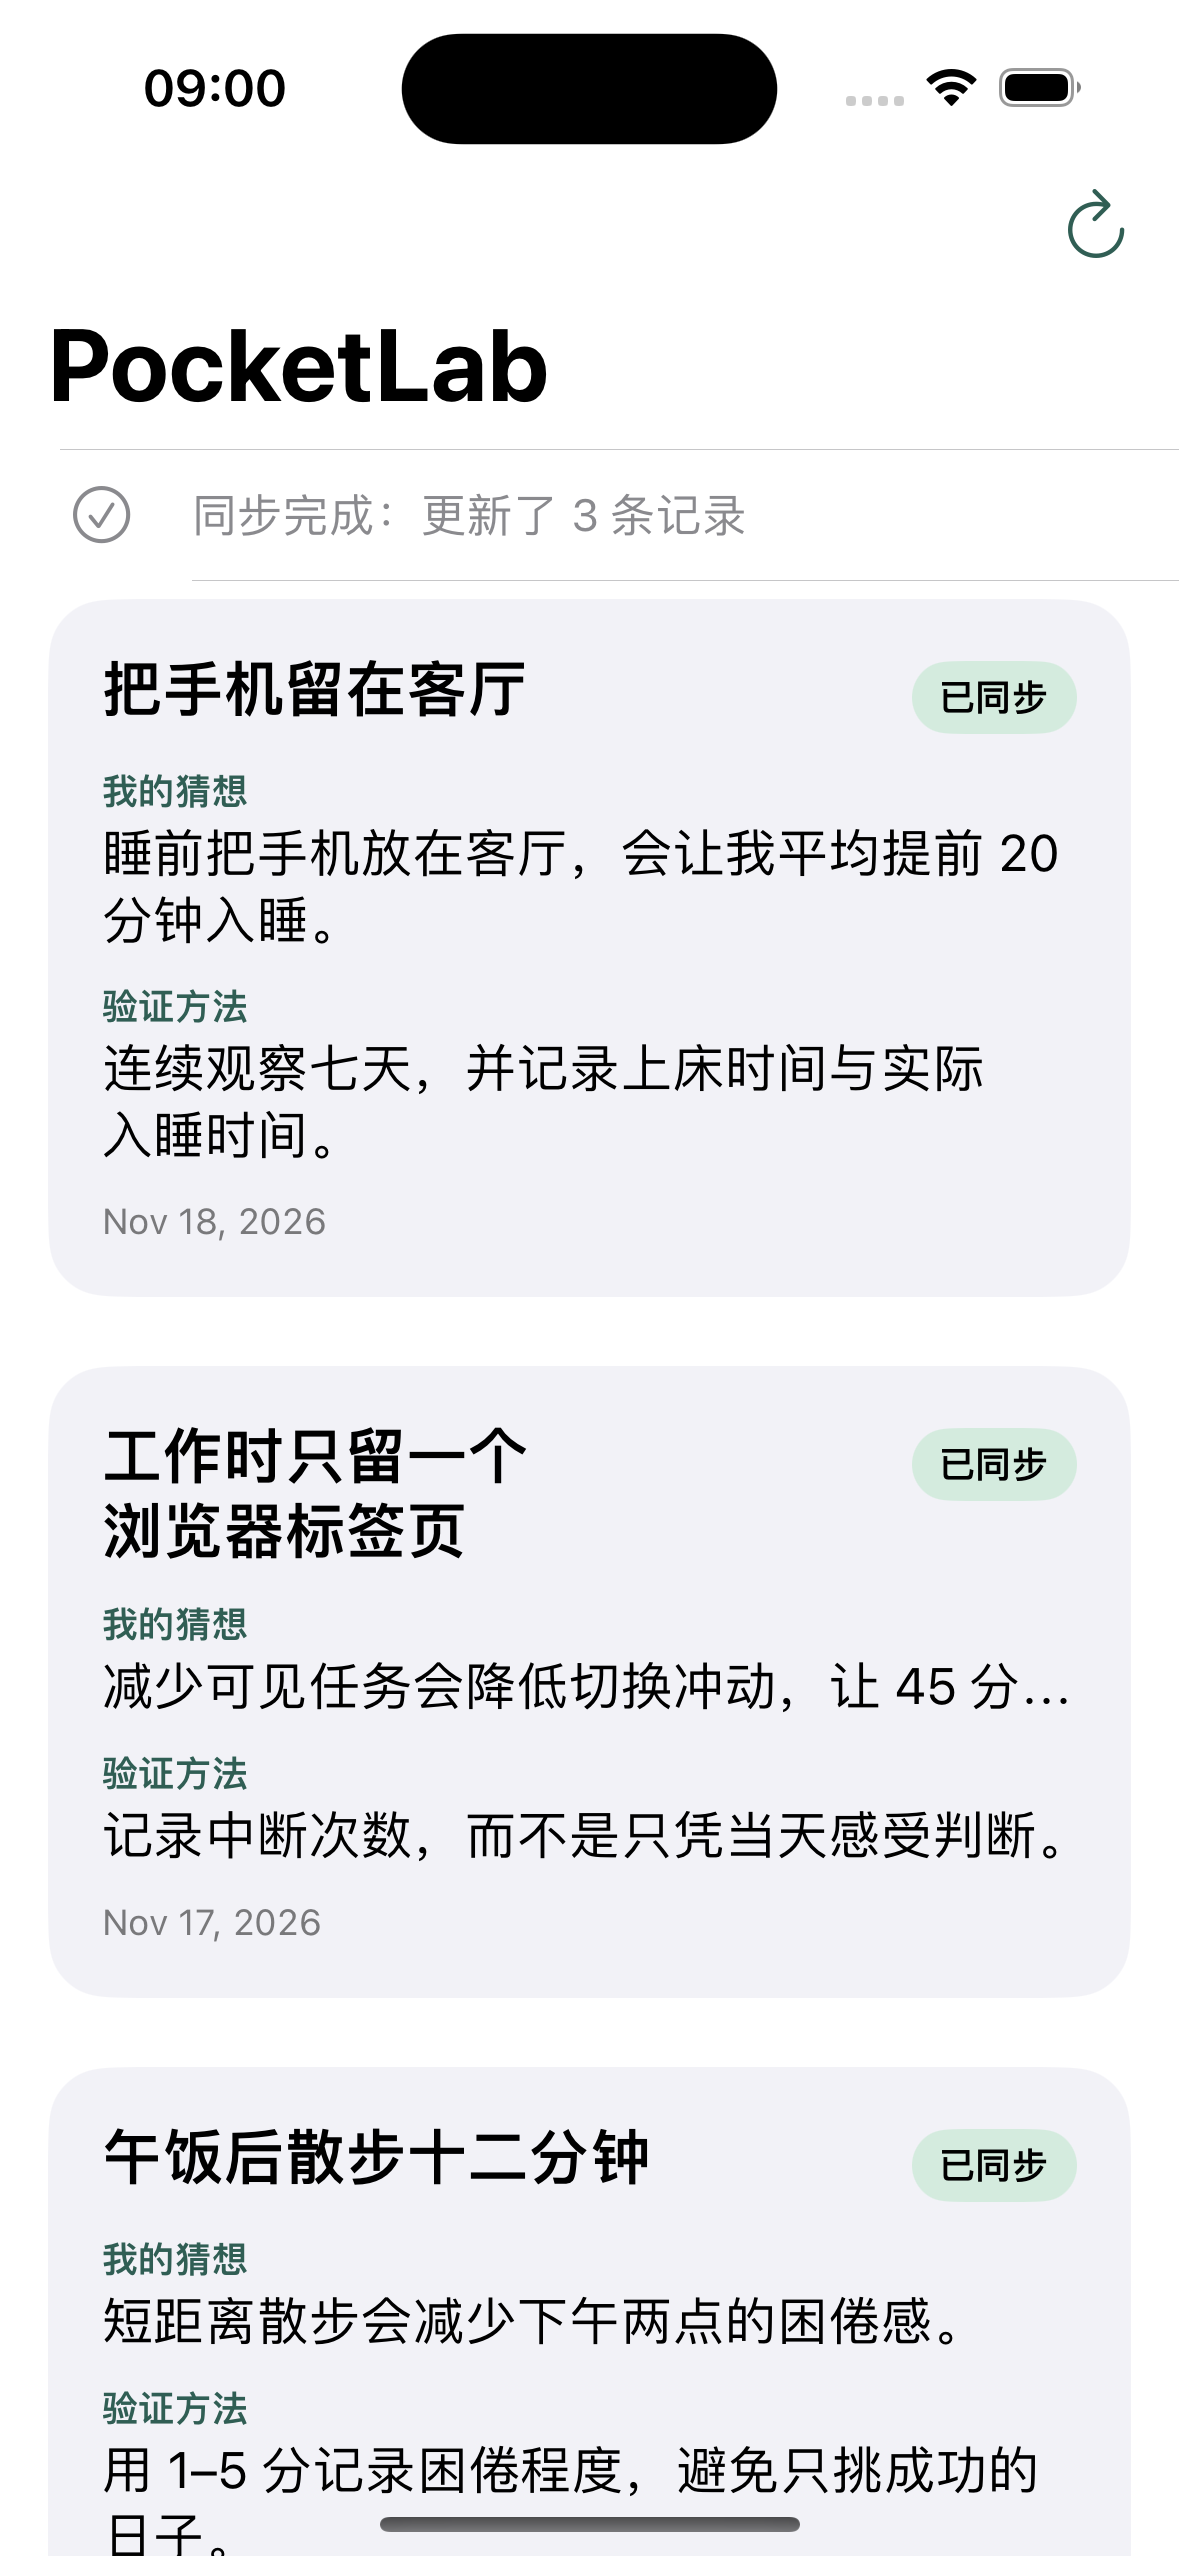 09:00
PocketLab
同步完成：更新了 3 条记录
把手机留在客厅
已同步
我的猜想
睡前把手机放在客厅，会让我平均提前 20
分钟入睡。
验证方法
连续观察七天，并记录上床时间与实际
入睡时间。
Nov 18, 2026
工作时只留一个
浏览器标签页
已同步
我的猜想
减少可见任务会降低切换冲动，让 45 分…
验证方法
记录中断次数，而不是只凭当天感受判断。
Nov 17, 2026
午饭后散步十二分钟
已同步
我的猜想
短距离散步会减少下午两点的困倦感。
验证方法
用 1–5 分记录困倦程度，避免只挑成功的
日子。